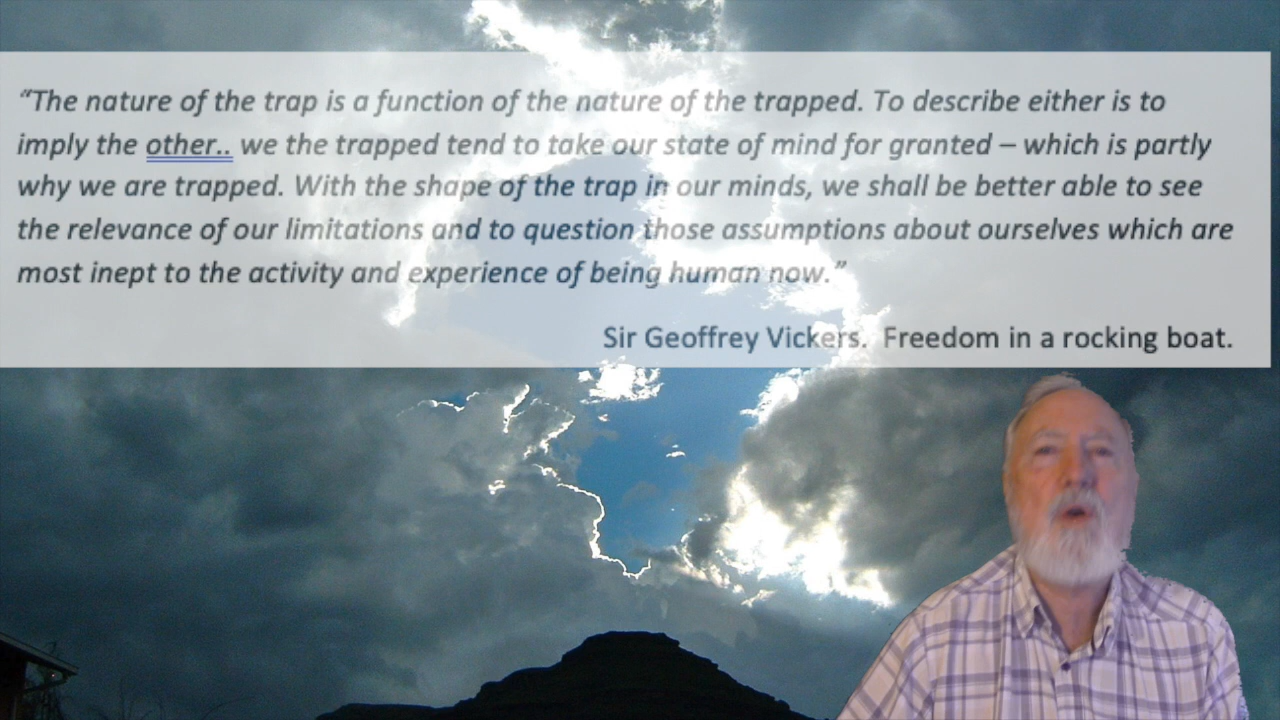 “The nature of the trap is a function of the nature of the trapped. To describe either is to
imply the other.. we the trapped tend to take our state of mind for granted – which is partly
why we are trapped. With the shape of the trap in our minds, we shall be better able to see
the relevance of our limitations and to question those assumptions about ourselves which are
most inept to the activity and experience of being human now.”
Sir Geoffrey Vickers. Freedom in a rocking boat.